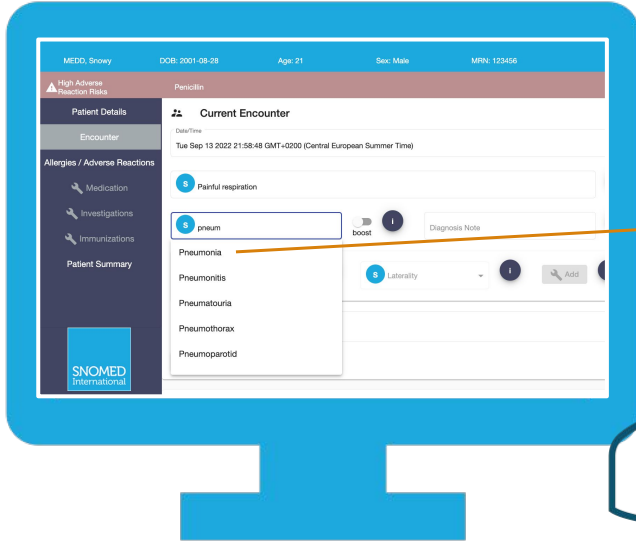 MEDD, Snowy DOB: 2001-08-28 Age: 21 Sex: Male MRN: 123456
High Adverse
Reaction Risks
Penicillin
Patient Details
Encounter
Allergies / Adverse Reactions
Medication
Investigations
Immunizations
Patient Summary
SNOMED
International
Current Encounter
Date/Time
Tue Sep 13 2022 21:58:48 GMT+0200 (Central European Summer Time)
S Painful respiration
S pneum
boost
i
Diagnosis Note
Pneumonia
Pneumonitis
Pneumatouria
Pneumothorax
Pneumoparotid
S Laterality
i
Add